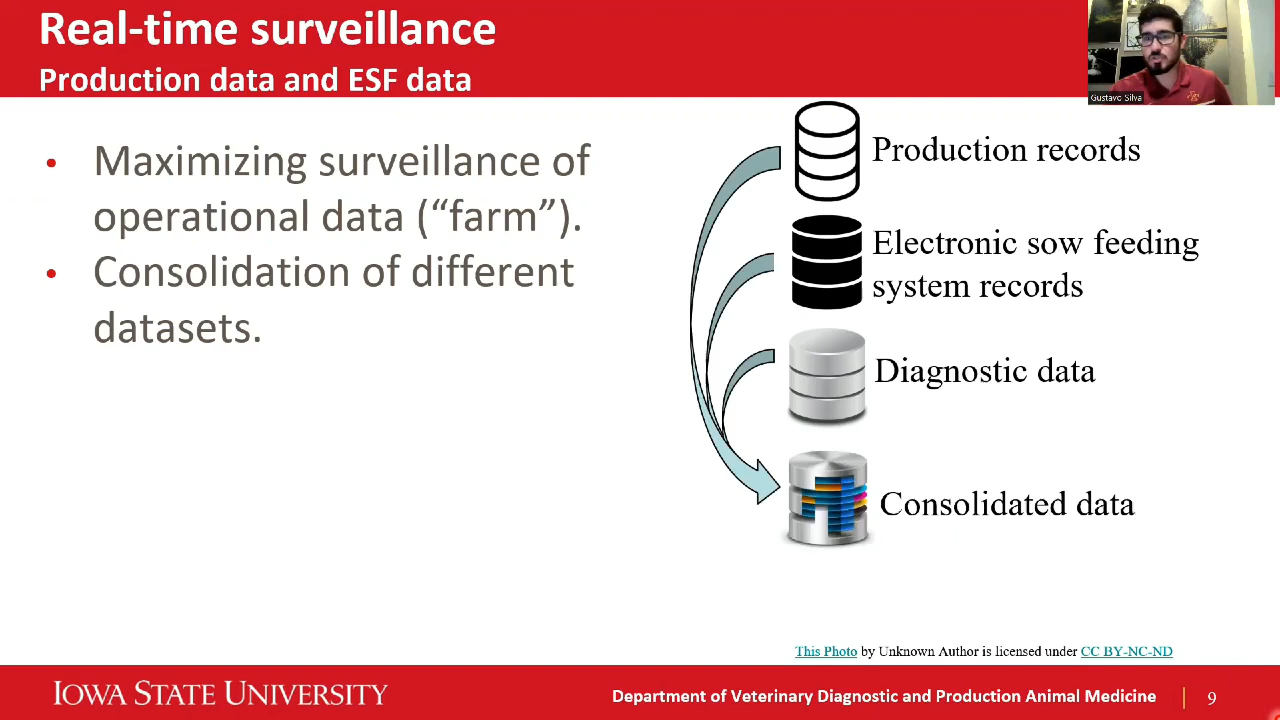 Real-time surveillance
Production data and ESF data
Gustavo Silva
• Maximizing surveillance of
operational data (“farm”).
• Consolidation of different
datasets.
Production records
Electronic sow feeding
system records
Diagnostic data
Consolidated data
This Photo by Unknown Author is licensed under CC BY-NC-ND
IOWA STATE UNIVERSITY
Department of Veterinary Diagnostic and Production Animal Medicine
9